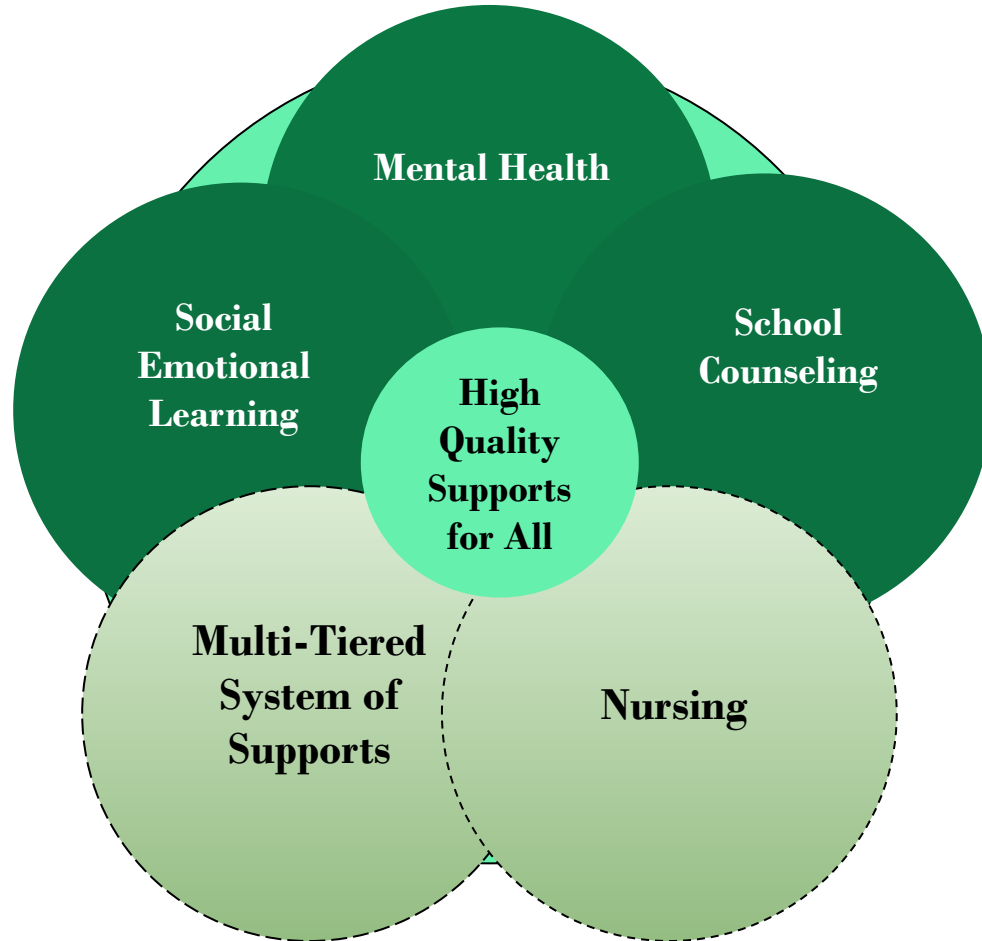 Mental Health
Social
Emotional
Learning
School
Counseling
High
Quality
Supports
for All
Multi-Tiered
System of
Supports
Nursing